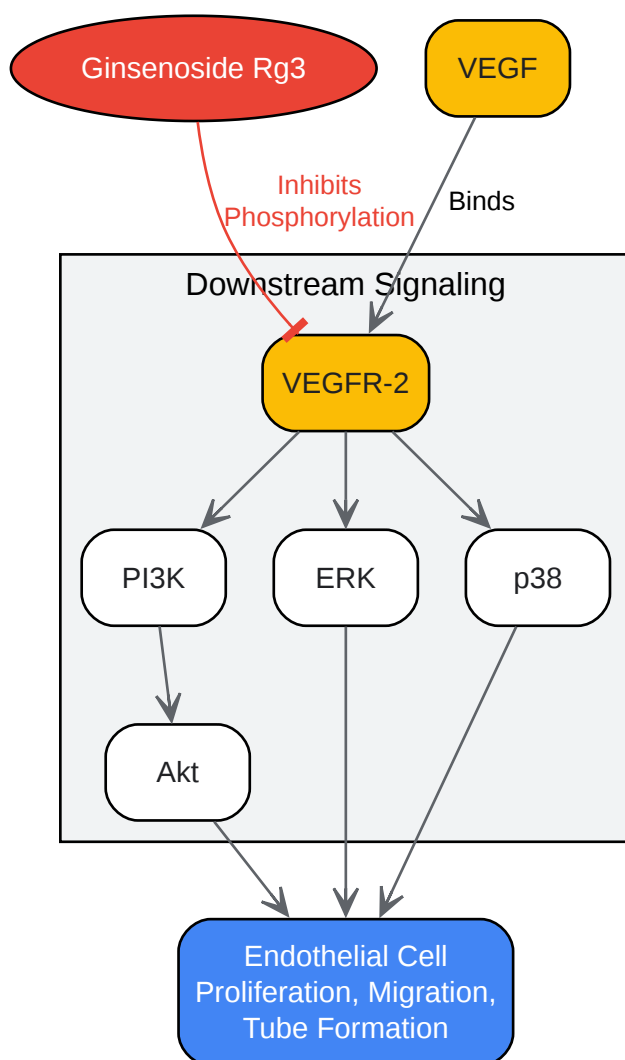 Ginsenoside Rg3
VEGF
Inhibits
Phosphorylation
Binds
Downstream Signaling
VEGFR-2
PI3K
ERK
p38
Akt
Endothelial Cell
Proliferation, Migration,
Tube Formation